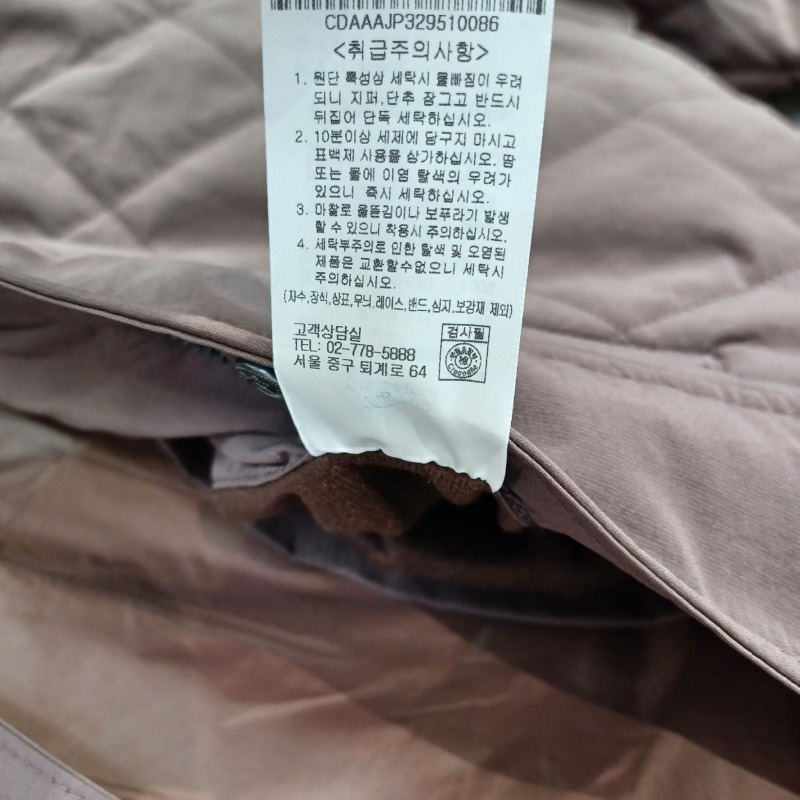 CDAAAJP329510086
<취급주의사항>
1. 원단 특성상 세탁시 물빠짐이 우려
되니 지퍼,단추 잠그고 반드시
뒤집어 단독 세탁하십시오.
2. 10분이상 세제에 담구지 마시고
표백제 사용을 삼가하십시오. 땀
또는 물에 이염 탈색의 우려가
있으니 즉시 세탁하십시오.
3. 마찰로 올뜯김이나 보푸라기 발생
할 수 있으니 착용시 주의하십시오.
4. 세탁부주의로 인한 탈색 및 오염된
제품은 교환할수없으니 세탁시
주의하십시오.
(자수,장식,상표,무늬,레이스,밴드,심지,보강재 제외)
고객상담실
TEL: 02-778-5888
서울 중구 퇴계로 64
검사필
Crocodile